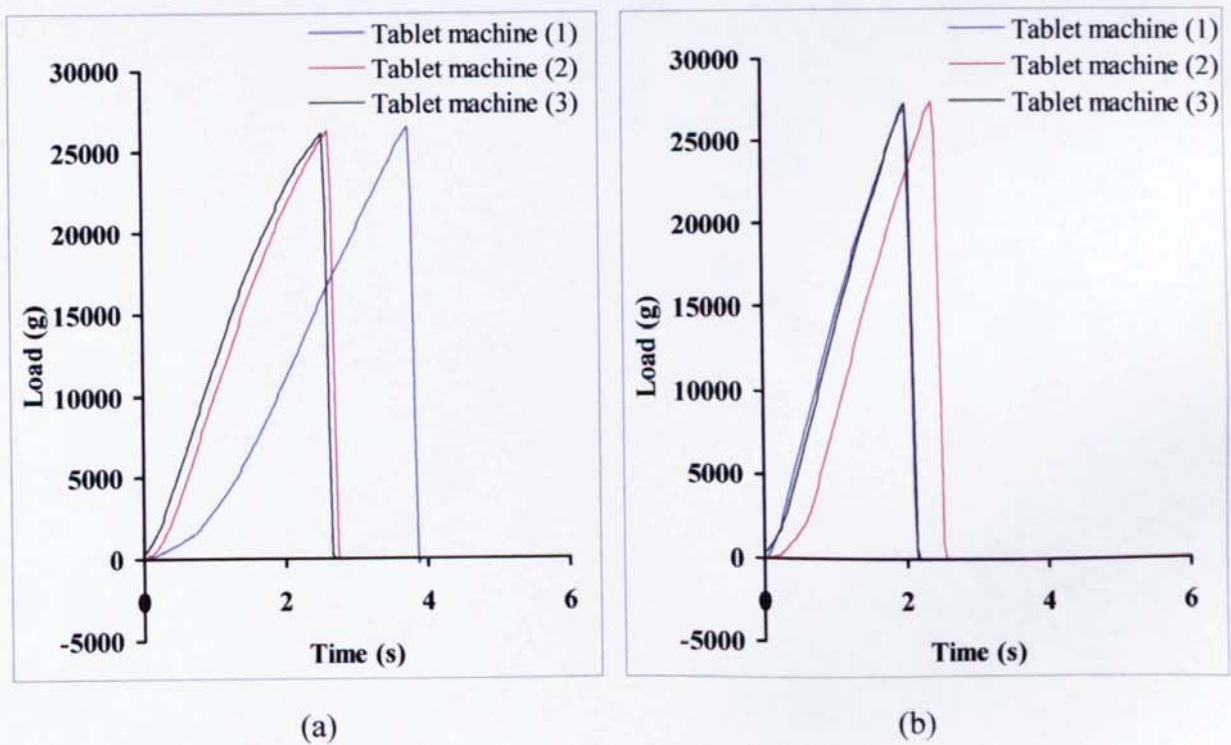 Tablet machine (1)
Tablet machine (2)
Tablet machine (3)
30000
25000
20000
15000
10000
5000
0
-5000
Load (g)
0
2
4
6
Time (s)
(a)
Tablet machine (1)
Tablet machine (2)
Tablet machine (3)
30000
25000
20000
15000
10000
5000
0
-5000
Load (g)
0
2
4
6
Time (s)
(b)